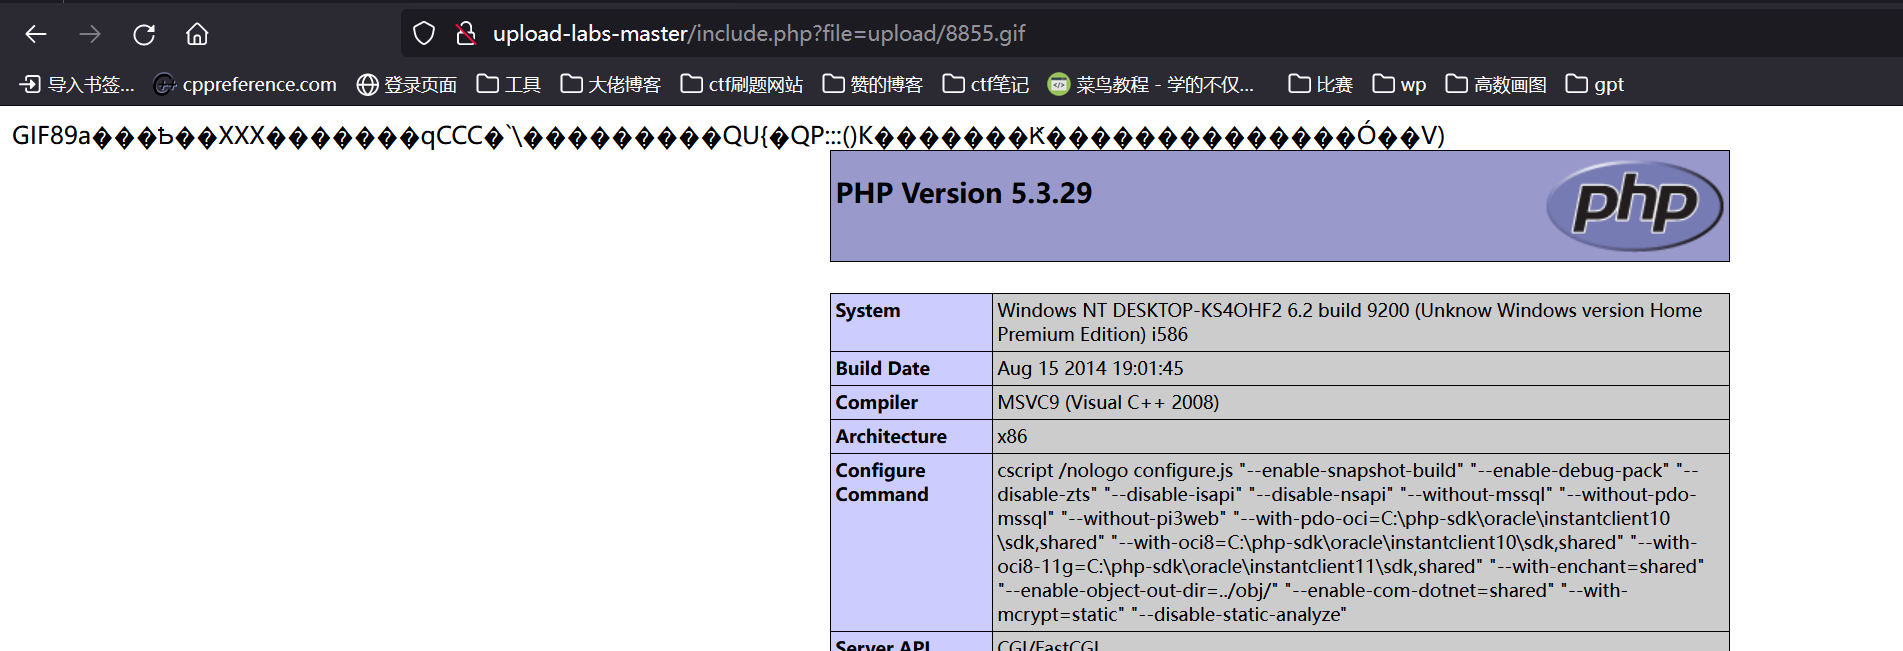 upload-labs-master/include.php?file=upload/8855.gif
导入书签... cppreference.com 登录页面 工具 大佬博客 ctf刷题网站 赞的博客 ctf笔记 菜鸟教程 - 学的不仅... 比赛 wp 高数画图 gpt
GIF89a���Ѣ��XXX�������qCCC�`\���������QU{�QP:::()K�������Ǩ��������������Ó��V)
PHP Version 5.3.29
php
System Windows NT DESKTOP-KS4OHF2 6.2 build 9200 (Unknow Windows version Home
Premium Edition) i586
Build Date Aug 15 2014 19:01:45
Compiler MSVC9 (Visual C++ 2008)
Architecture x86
Configure cscript /nologo configure.js "--enable-snapshot-build" "--enable-debug-pack" "--
Command disable-zts" "--disable-isapi" "--disable-nsapi" "--without-mssql" "--without-pdo-
mssql" "--without-pi3web" "--with-pdo-oci=C:\php-sdk\oracle\instantclient10
\sdk,shared" "--with-oci8=C:\php-sdk\oracle\instantclient10\sdk,shared" "--with-
oci8-11g=C:\php-sdk\oracle\instantclient11\sdk,shared" "--with-enchant=shared"
"--enable-object-out-dir=../obj/" "--enable-com-dotnet=shared" "--with-
mcrypt=static" "--disable-static-analyze"
Server API CGI/FastCGI